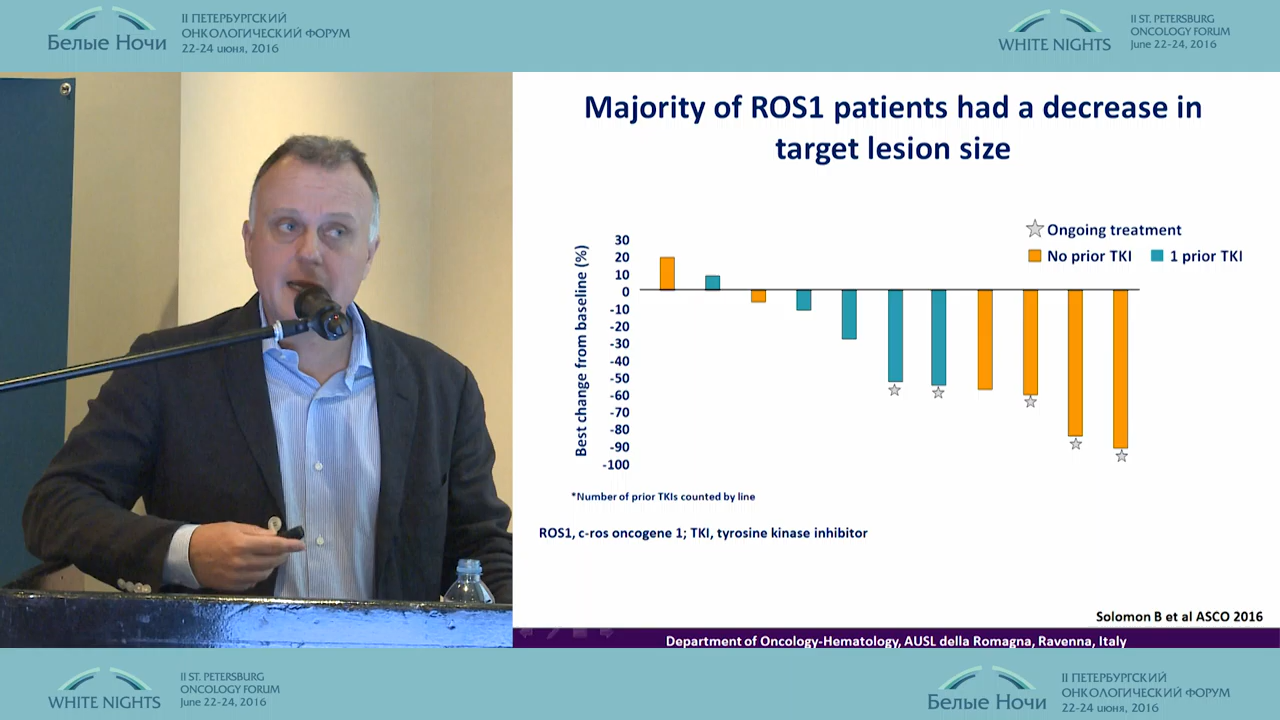 Белые Ночи
II ПЕТЕРБУРГСКИЙ
ОНКОЛОГИЧЕСКИЙ ФОРУМ
22-24 июня, 2016
WHITE NIGHTS
II ST. PETERSBURG
ONCOLOGY FORUM
June 22-24, 2016
Majority of ROS1 patients had a decrease in
target lesion size
Ongoing treatment
No prior TKI
1 prior TKI
Best change from baseline (%)
30
20
10
0
-10
-20
-30
-40
-50
-60
-70
-80
-90
-100
*Number of prior TKIs counted by line
ROS1, c-ros oncogene 1; TKI, tyrosine kinase inhibitor
Solomon B et al ASCO 2016
Department of Oncology-Hematology, AUSL della Romagna, Ravenna, Italy
WHITE NIGHTS
II ST. PETERSBURG
ONCOLOGY FORUM
June 22-24, 2016
Белые Ночи
II ПЕТЕРБУРГСКИЙ
ОНКОЛОГИЧЕСКИЙ ФОРУМ
22-24 июня, 2016